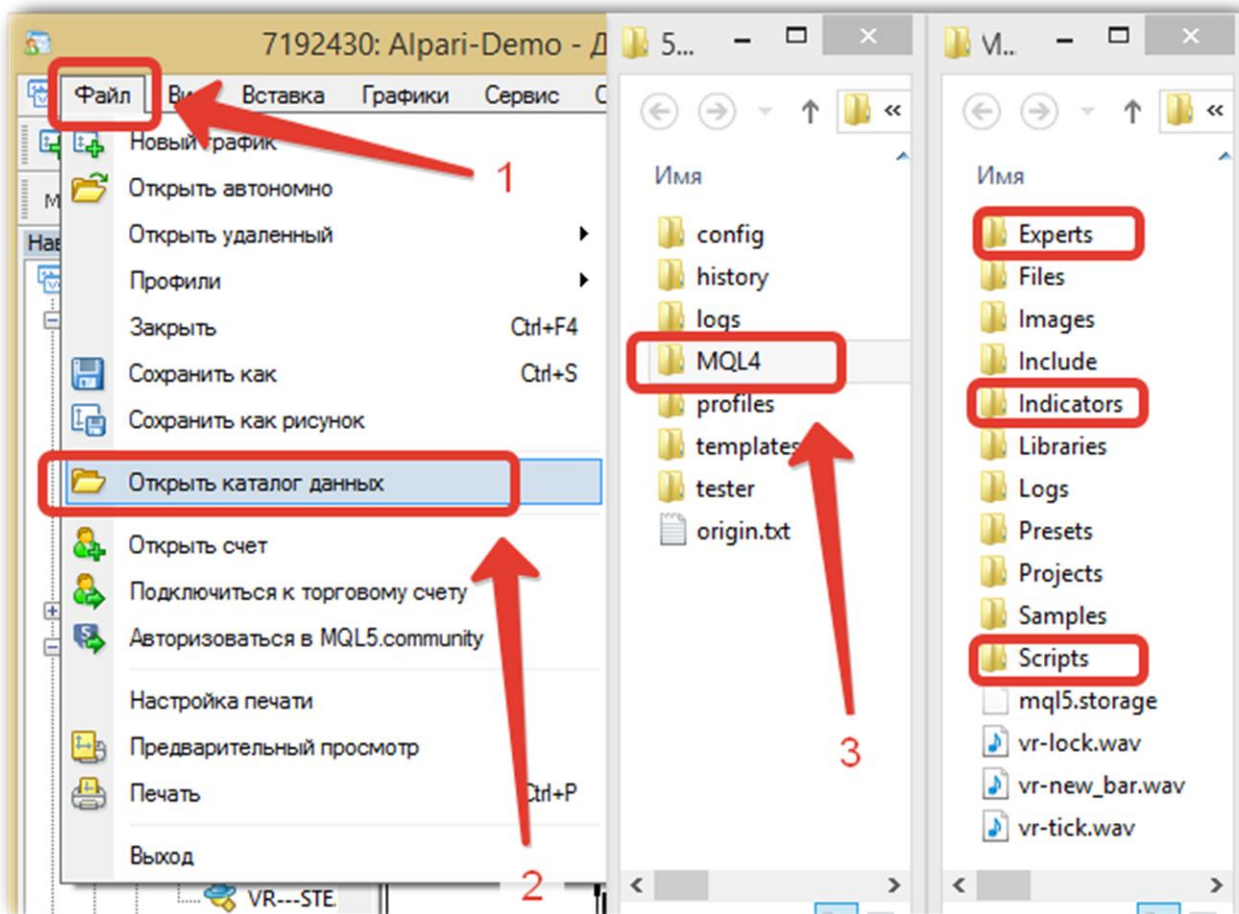 7192430: Alpari-Demo - Д
Файл
Вставка
Графики
Сервис
Новый график
1
Открыть автономно
Открыть удаленный
Профили
Закрыть Ctrl+F4
Сохранить как Ctrl+S
Сохранить как рисунок
Открыть каталог данных
Открыть счет
Подключиться к торговому счету
Авторизоваться в MQL5.community
Настройка печати
Предварительный просмотр
Печать Ctrl+P
Выход
2
VR---STE
5...
Имя
config
history
logs
MQL4
profiles
templates
tester
origin.txt
3
M...
Имя
Experts
Files
Images
Include
Indicators
Libraries
Logs
Presets
Projects
Samples
Scripts
mql5.storage
vr-lock.wav
vr-new_bar.wav
vr-tick.wav